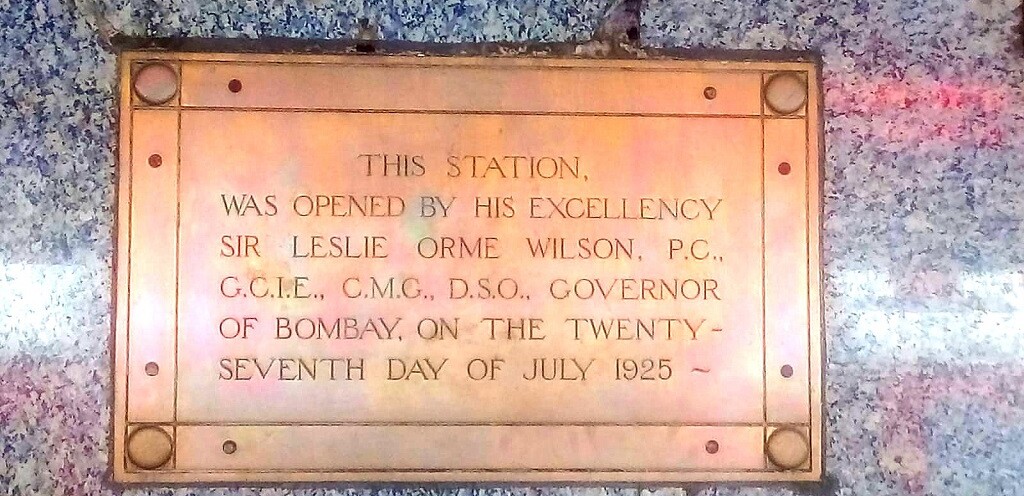 THIS STATION,
WAS OPENED BY HIS EXCELLENCY
SIR LESLIE ORME WILSON, P.C.,
G.C.I.E., C.M.G., D.S.O., GOVERNOR
OF BOMBAY, ON THE TWENTY-
SEVENTH DAY OF JULY 1925 ~